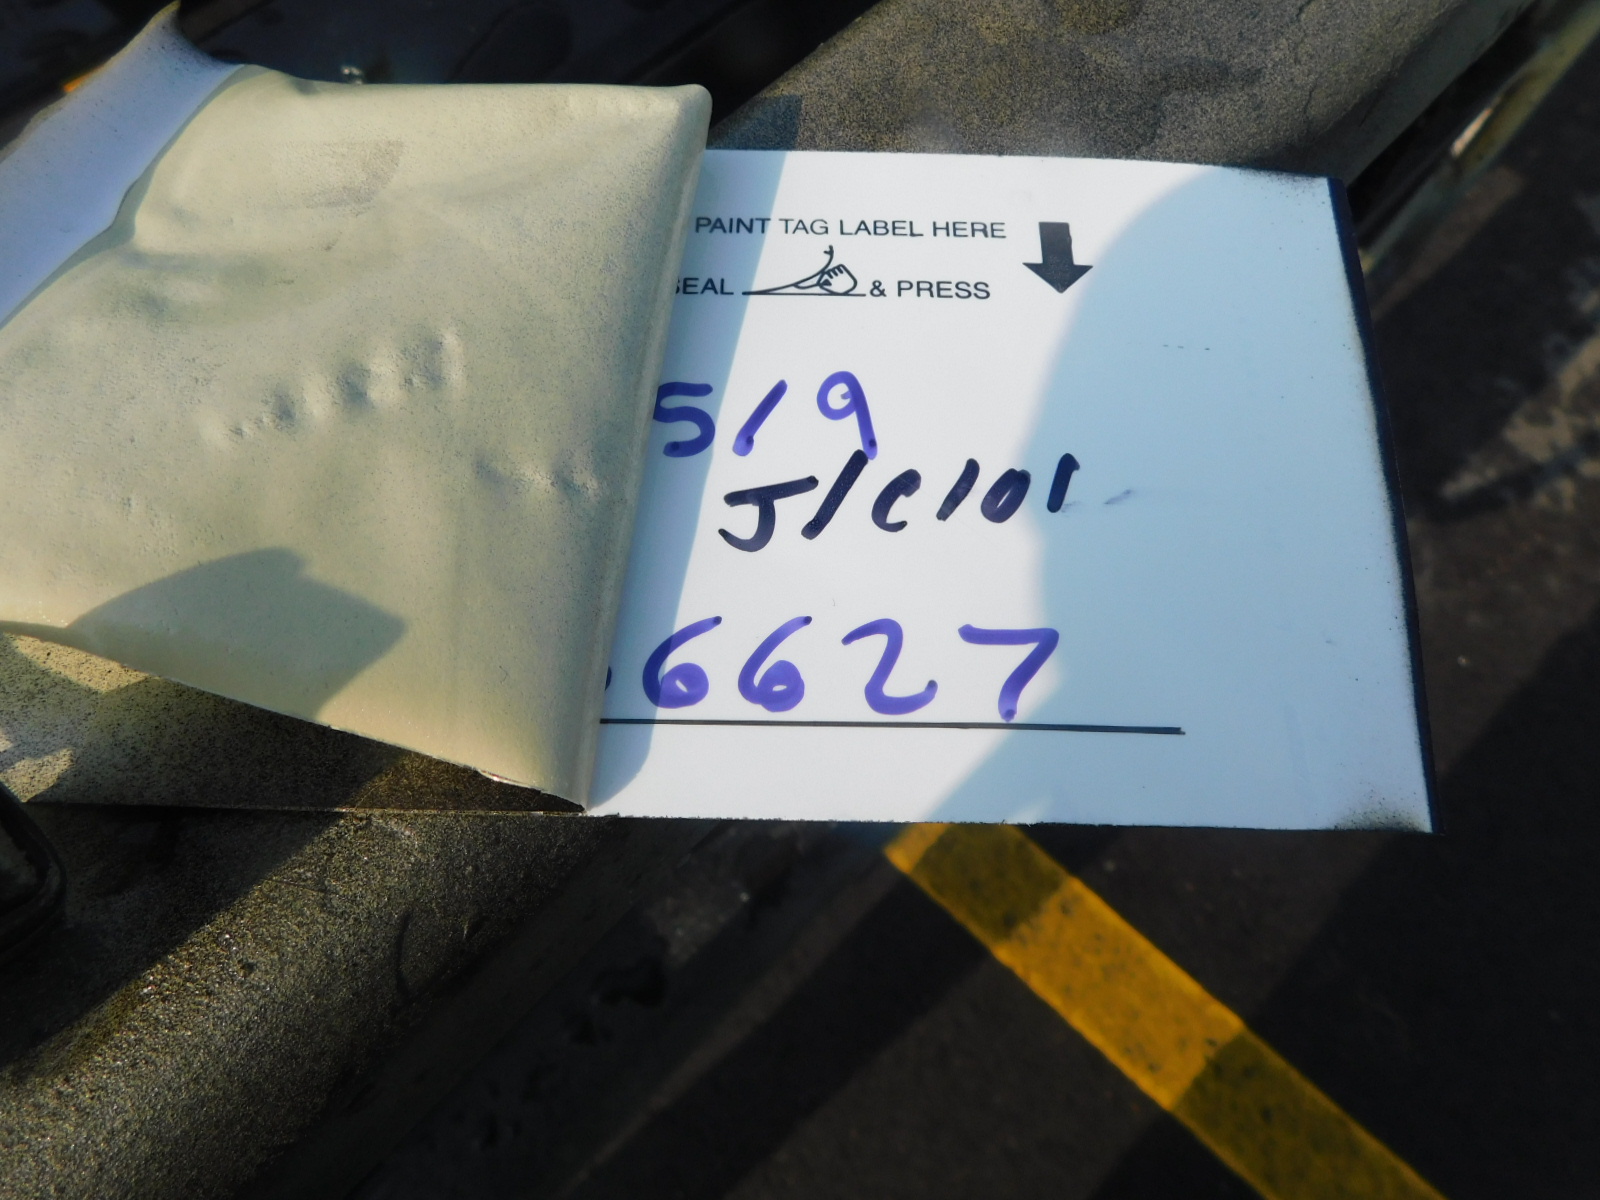 PAINT TAG LABEL HERE
SEAL & PRESS
519
J/C101
6627